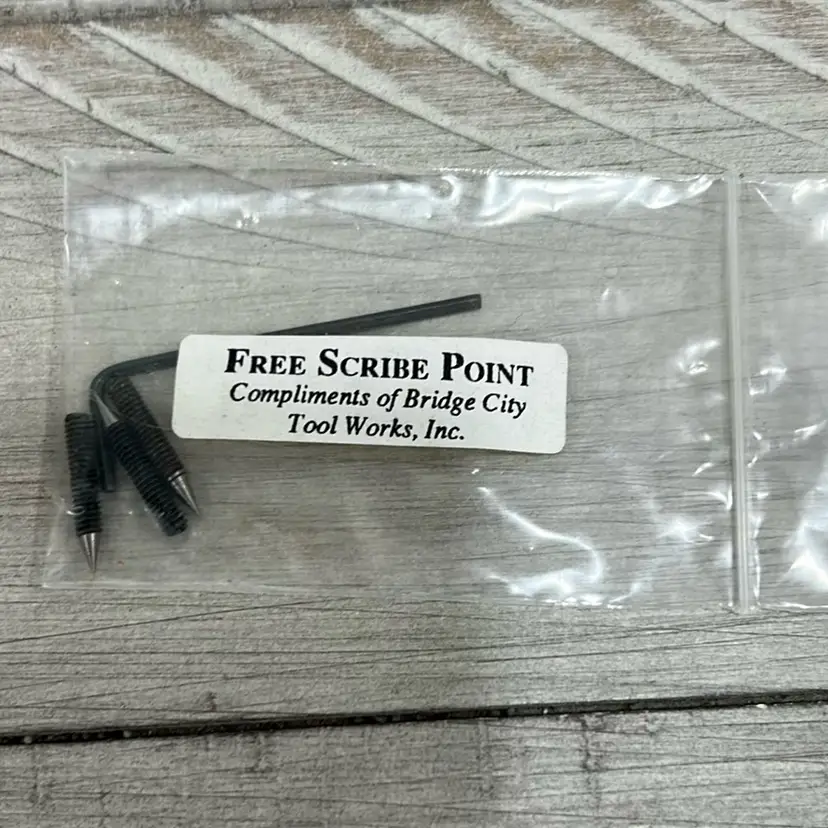 FREE SCRIBE POINT
Compliments of Bridge City
Tool Works, Inc.